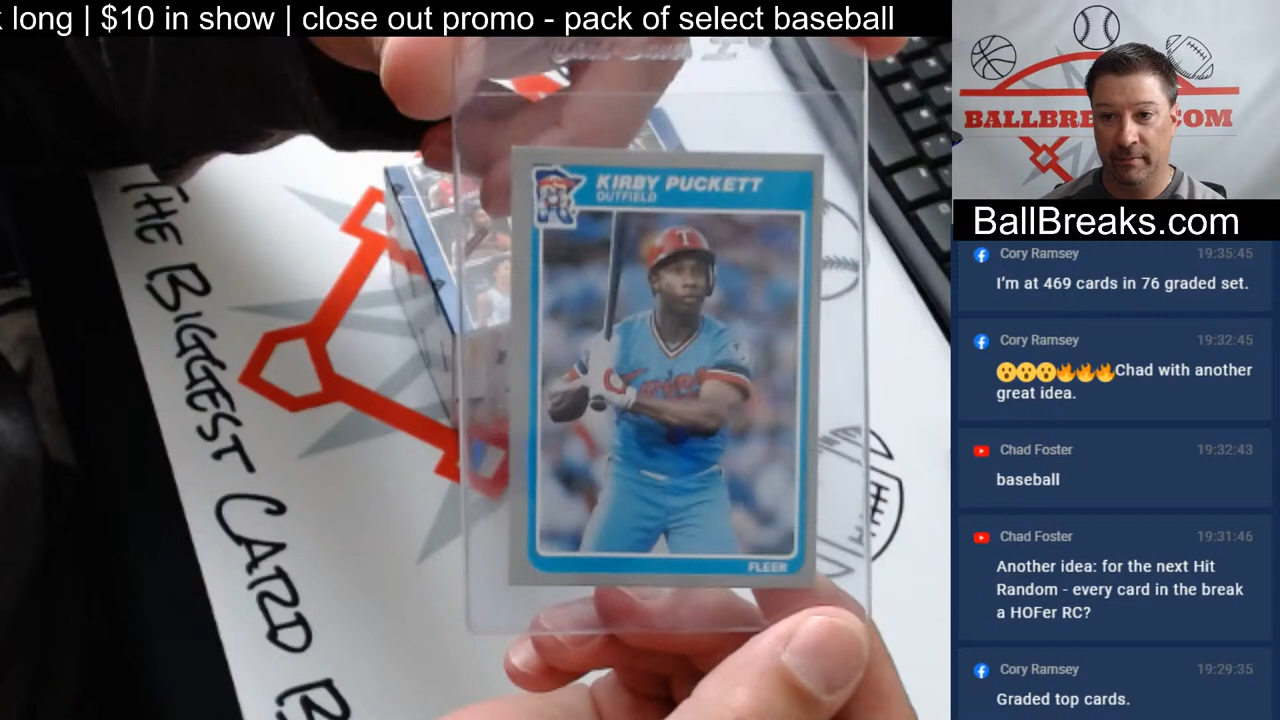 long | $10 in show | close out promo - pack of select baseball
KIRBY PUCKETT
OUTFIELD
T
FLEER
THE BIGGEST CARD
BallBreaks.com
Cory Ramsey 19:35:45
I'm at 469 cards in 76 graded set.
Cory Ramsey 19:32:45
😮😮😮🔥🔥🔥Chad with another
great idea.
Chad Foster 19:32:43
baseball
Chad Foster 19:31:46
Another idea: for the next Hit
Random - every card in the break
a HOFer RC?
Cory Ramsey 19:29:35
Graded top cards.